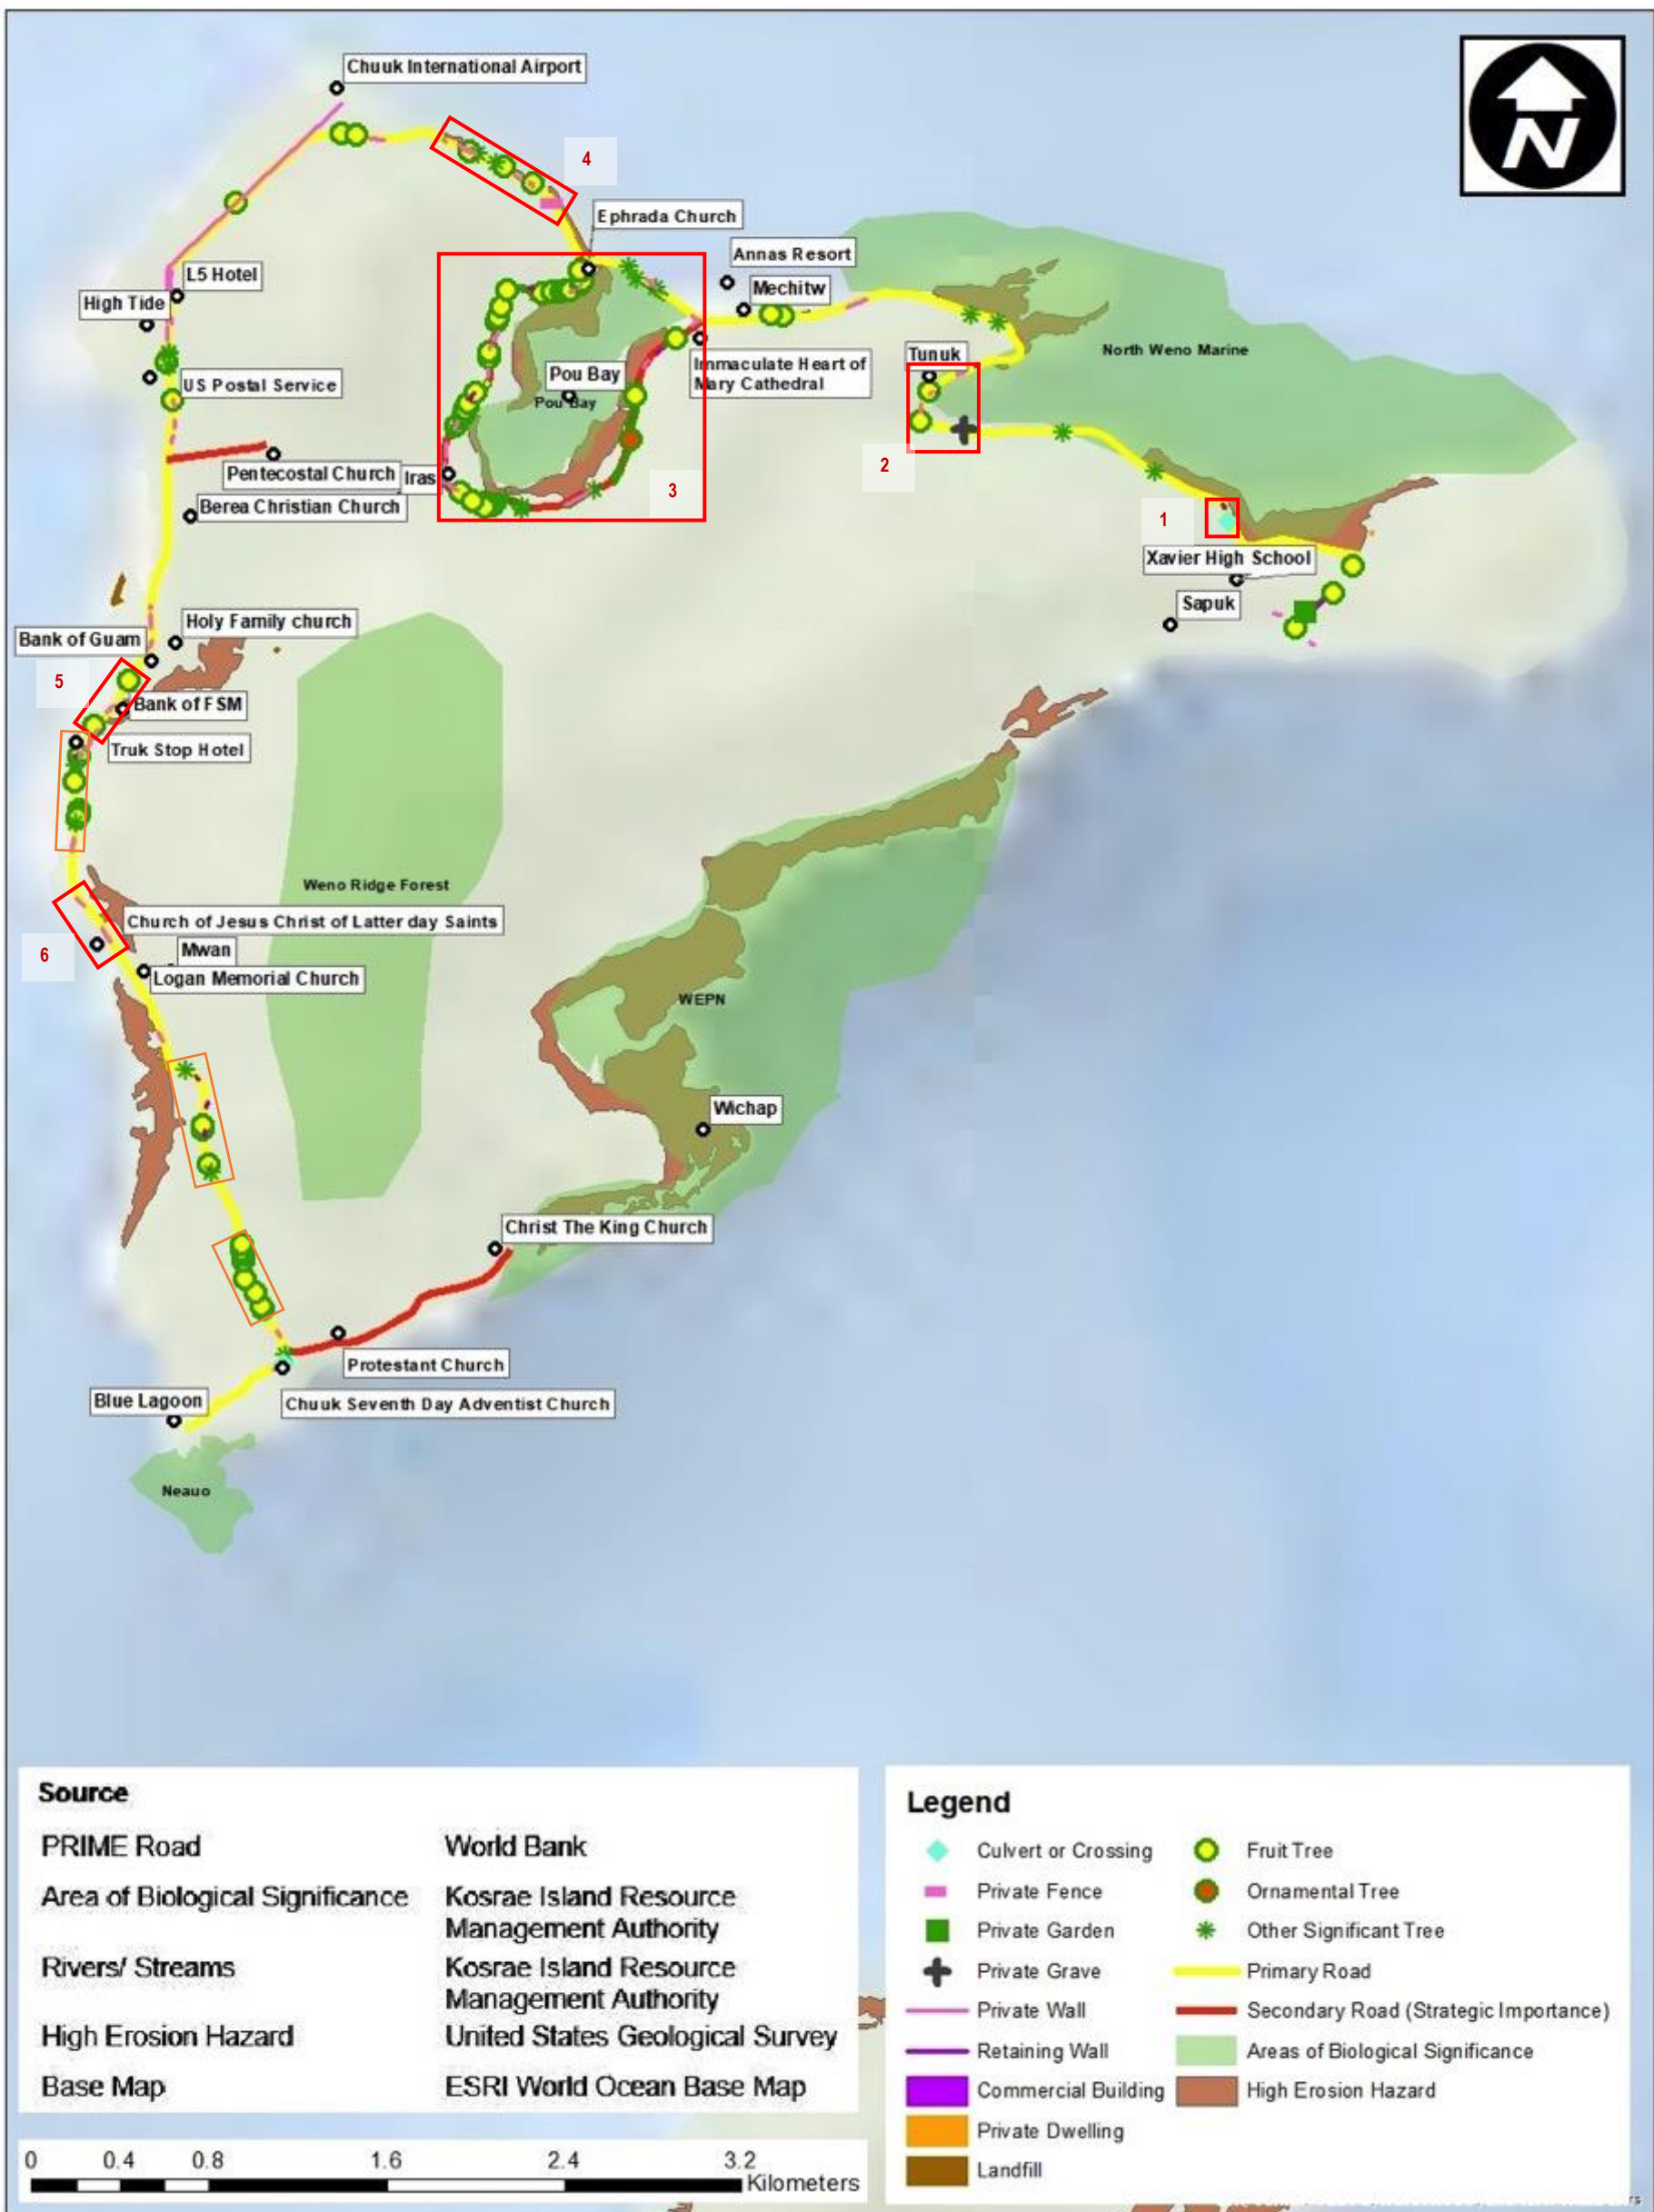 Chuuk International Airport
N
4
Ephrada Church
Annas Resort
Mechitw
L5 Hotel
High Tide
Immaculate Heart of
Mary Cathedral
Tunuk
North Weno Marine
US Postal Service
Pou Bay
Pou Bay
Pentecostal Church
Iras
2
3
1
Berea Christian Church
Xavier High School
Sapuk
Holy Family church
Bank of Guam
5
Bank of FSM
Truk Stop Hotel
Weno Ridge Forest
Church of Jesus Christ of Latter day Saints
6
Mwan
Logan Memorial Church
WEPN
Wichap
Christ The King Church
Protestant Church
Blue Lagoon
Chuuk Seventh Day Adventist Church
Neauo
Source
PRIME Road World Bank
Area of Biological Significance Kosrae Island Resource
Management Authority
Rivers/ Streams Kosrae Island Resource
Management Authority
High Erosion Hazard United States Geological Survey
Base Map ESRI World Ocean Base Map
0 0.4 0.8 1.6 2.4 3.2
Kilometers
Legend
Culvert or Crossing Fruit Tree
Private Fence Ornamental Tree
Private Garden Other Significant Tree
Private Grave Primary Road
Private Wall Secondary Road (Strategic Importance)
Retaining Wall Areas of Biological Significance
Commercial Building High Erosion Hazard
Private Dwelling
Landfill